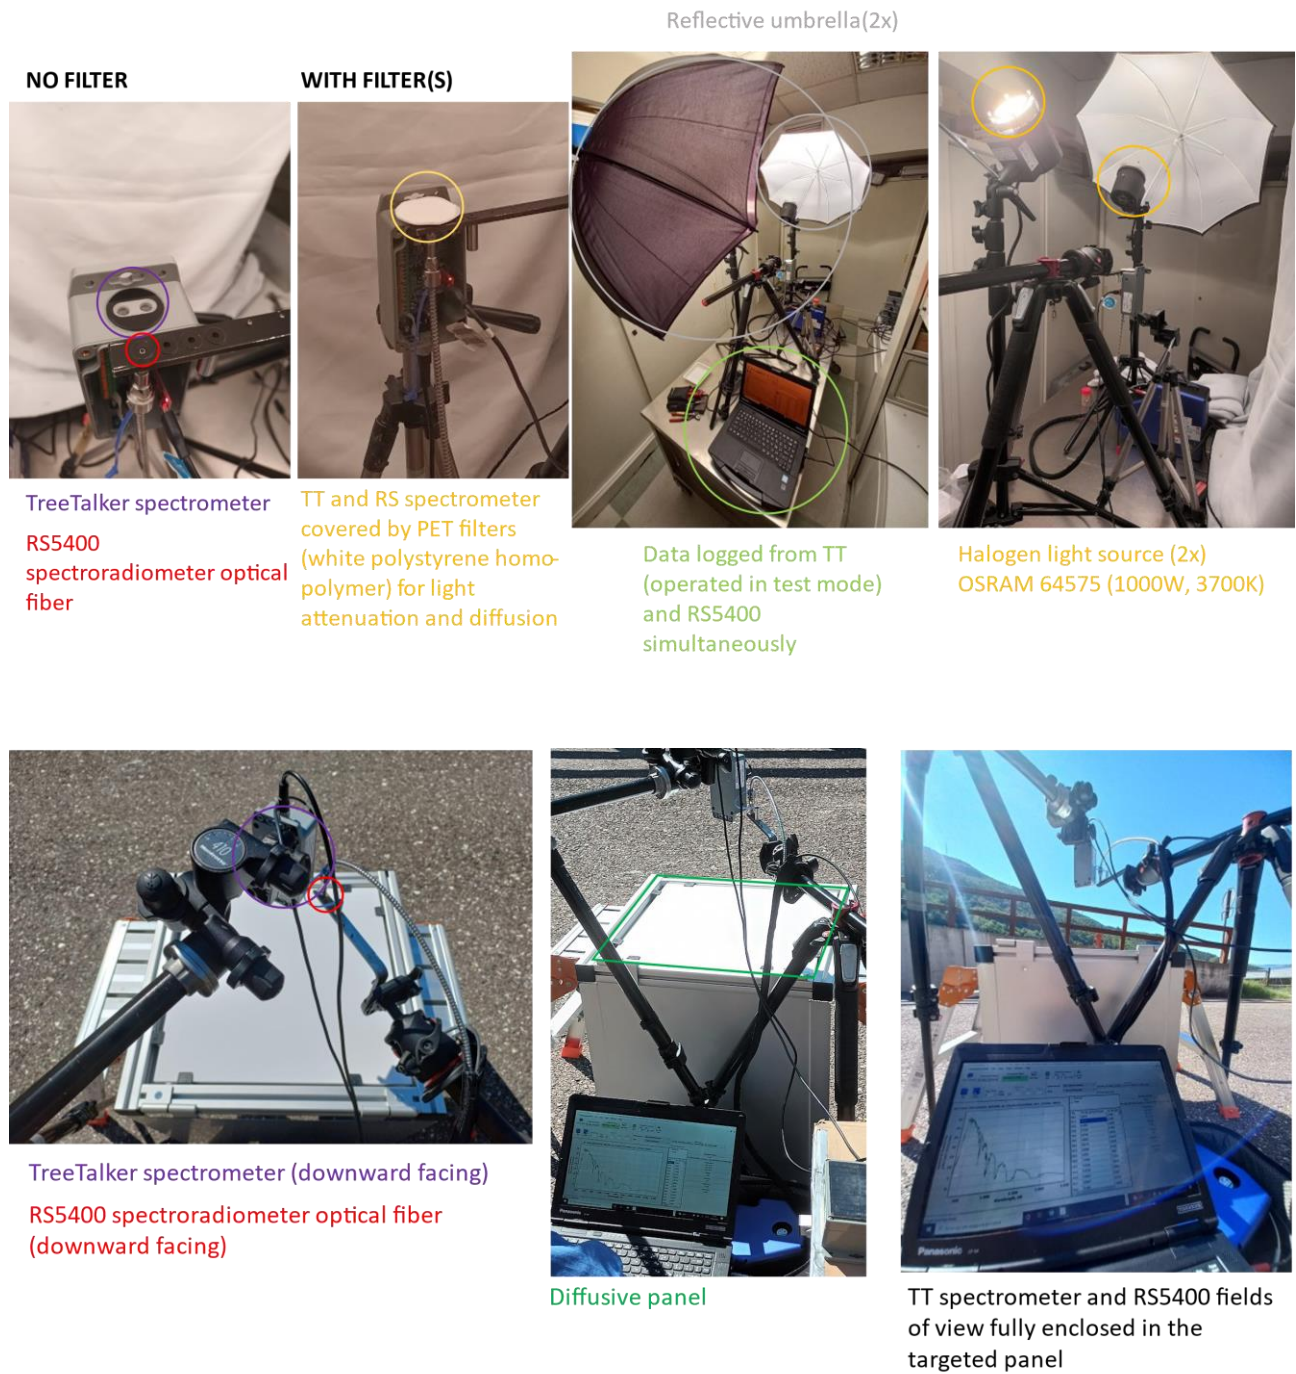 Reflective umbrella(2x)
NO FILTER
WITH FILTER(S)
TreeTalker spectrometer
RS5400
spectroradiometer optical
fiber
TT and RS spectrometer
covered by PET filters
(white polystyrene homo-
polymer) for light
attenuation and diffusion
Data logged from TT
(operated in test mode)
and RS5400
simultaneously
Halogen light source (2x)
OSRAM 64575 (1000W, 3700K)
410
TreeTalker spectrometer (downward facing)
RS5400 spectroradiometer optical fiber
(downward facing)
Diffusive panel
Panasonic
TT spectrometer and RS5400 fields
of view fully enclosed in the
targeted panel